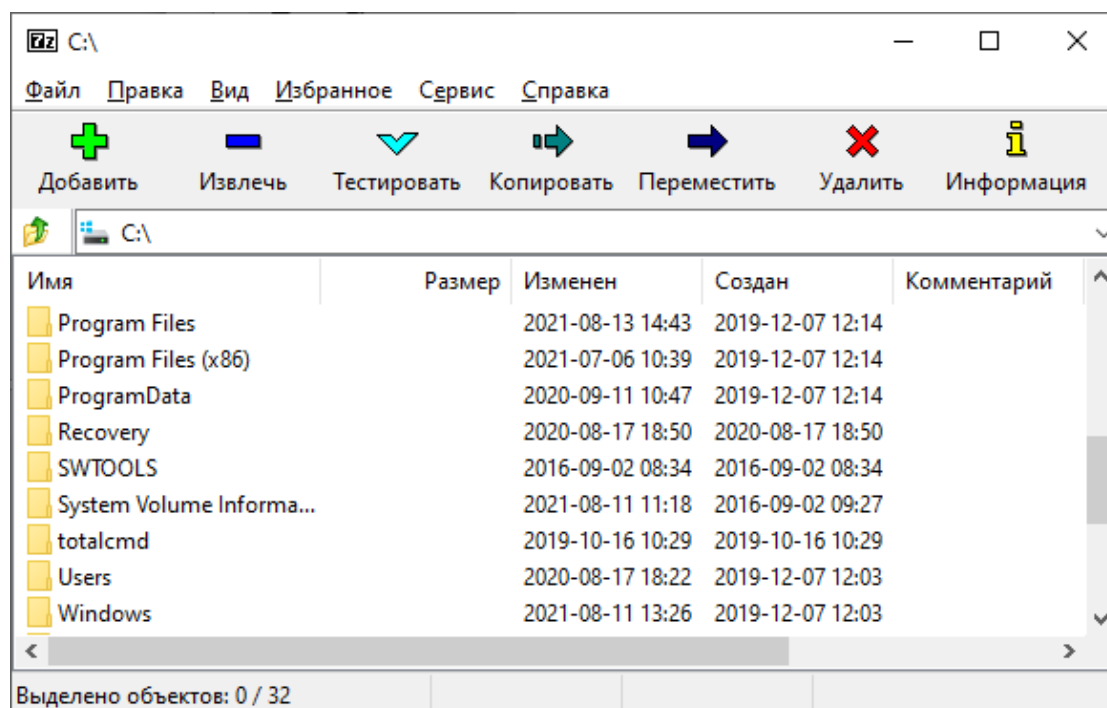 7z C:\
Файл Правка Вид Избранное Сервис Справка
Добавить Извлечь Тестировать Копировать Переместить Удалить Информация
C:\
Имя Размер Изменен Создан Комментарий
Program Files 2021-08-13 14:43 2019-12-07 12:14
Program Files (x86) 2021-07-06 10:39 2019-12-07 12:14
ProgramData 2020-09-11 10:47 2019-12-07 12:14
Recovery 2020-08-17 18:50 2020-08-17 18:50
SWTOOLS 2016-09-02 08:34 2016-09-02 08:34
System Volume Informa... 2021-08-11 11:18 2016-09-02 09:27
totalcmd 2019-10-16 10:29 2019-10-16 10:29
Users 2020-08-17 18:22 2019-12-07 12:03
Windows 2021-08-11 13:26 2019-12-07 12:03
Выделено объектов: 0 / 32